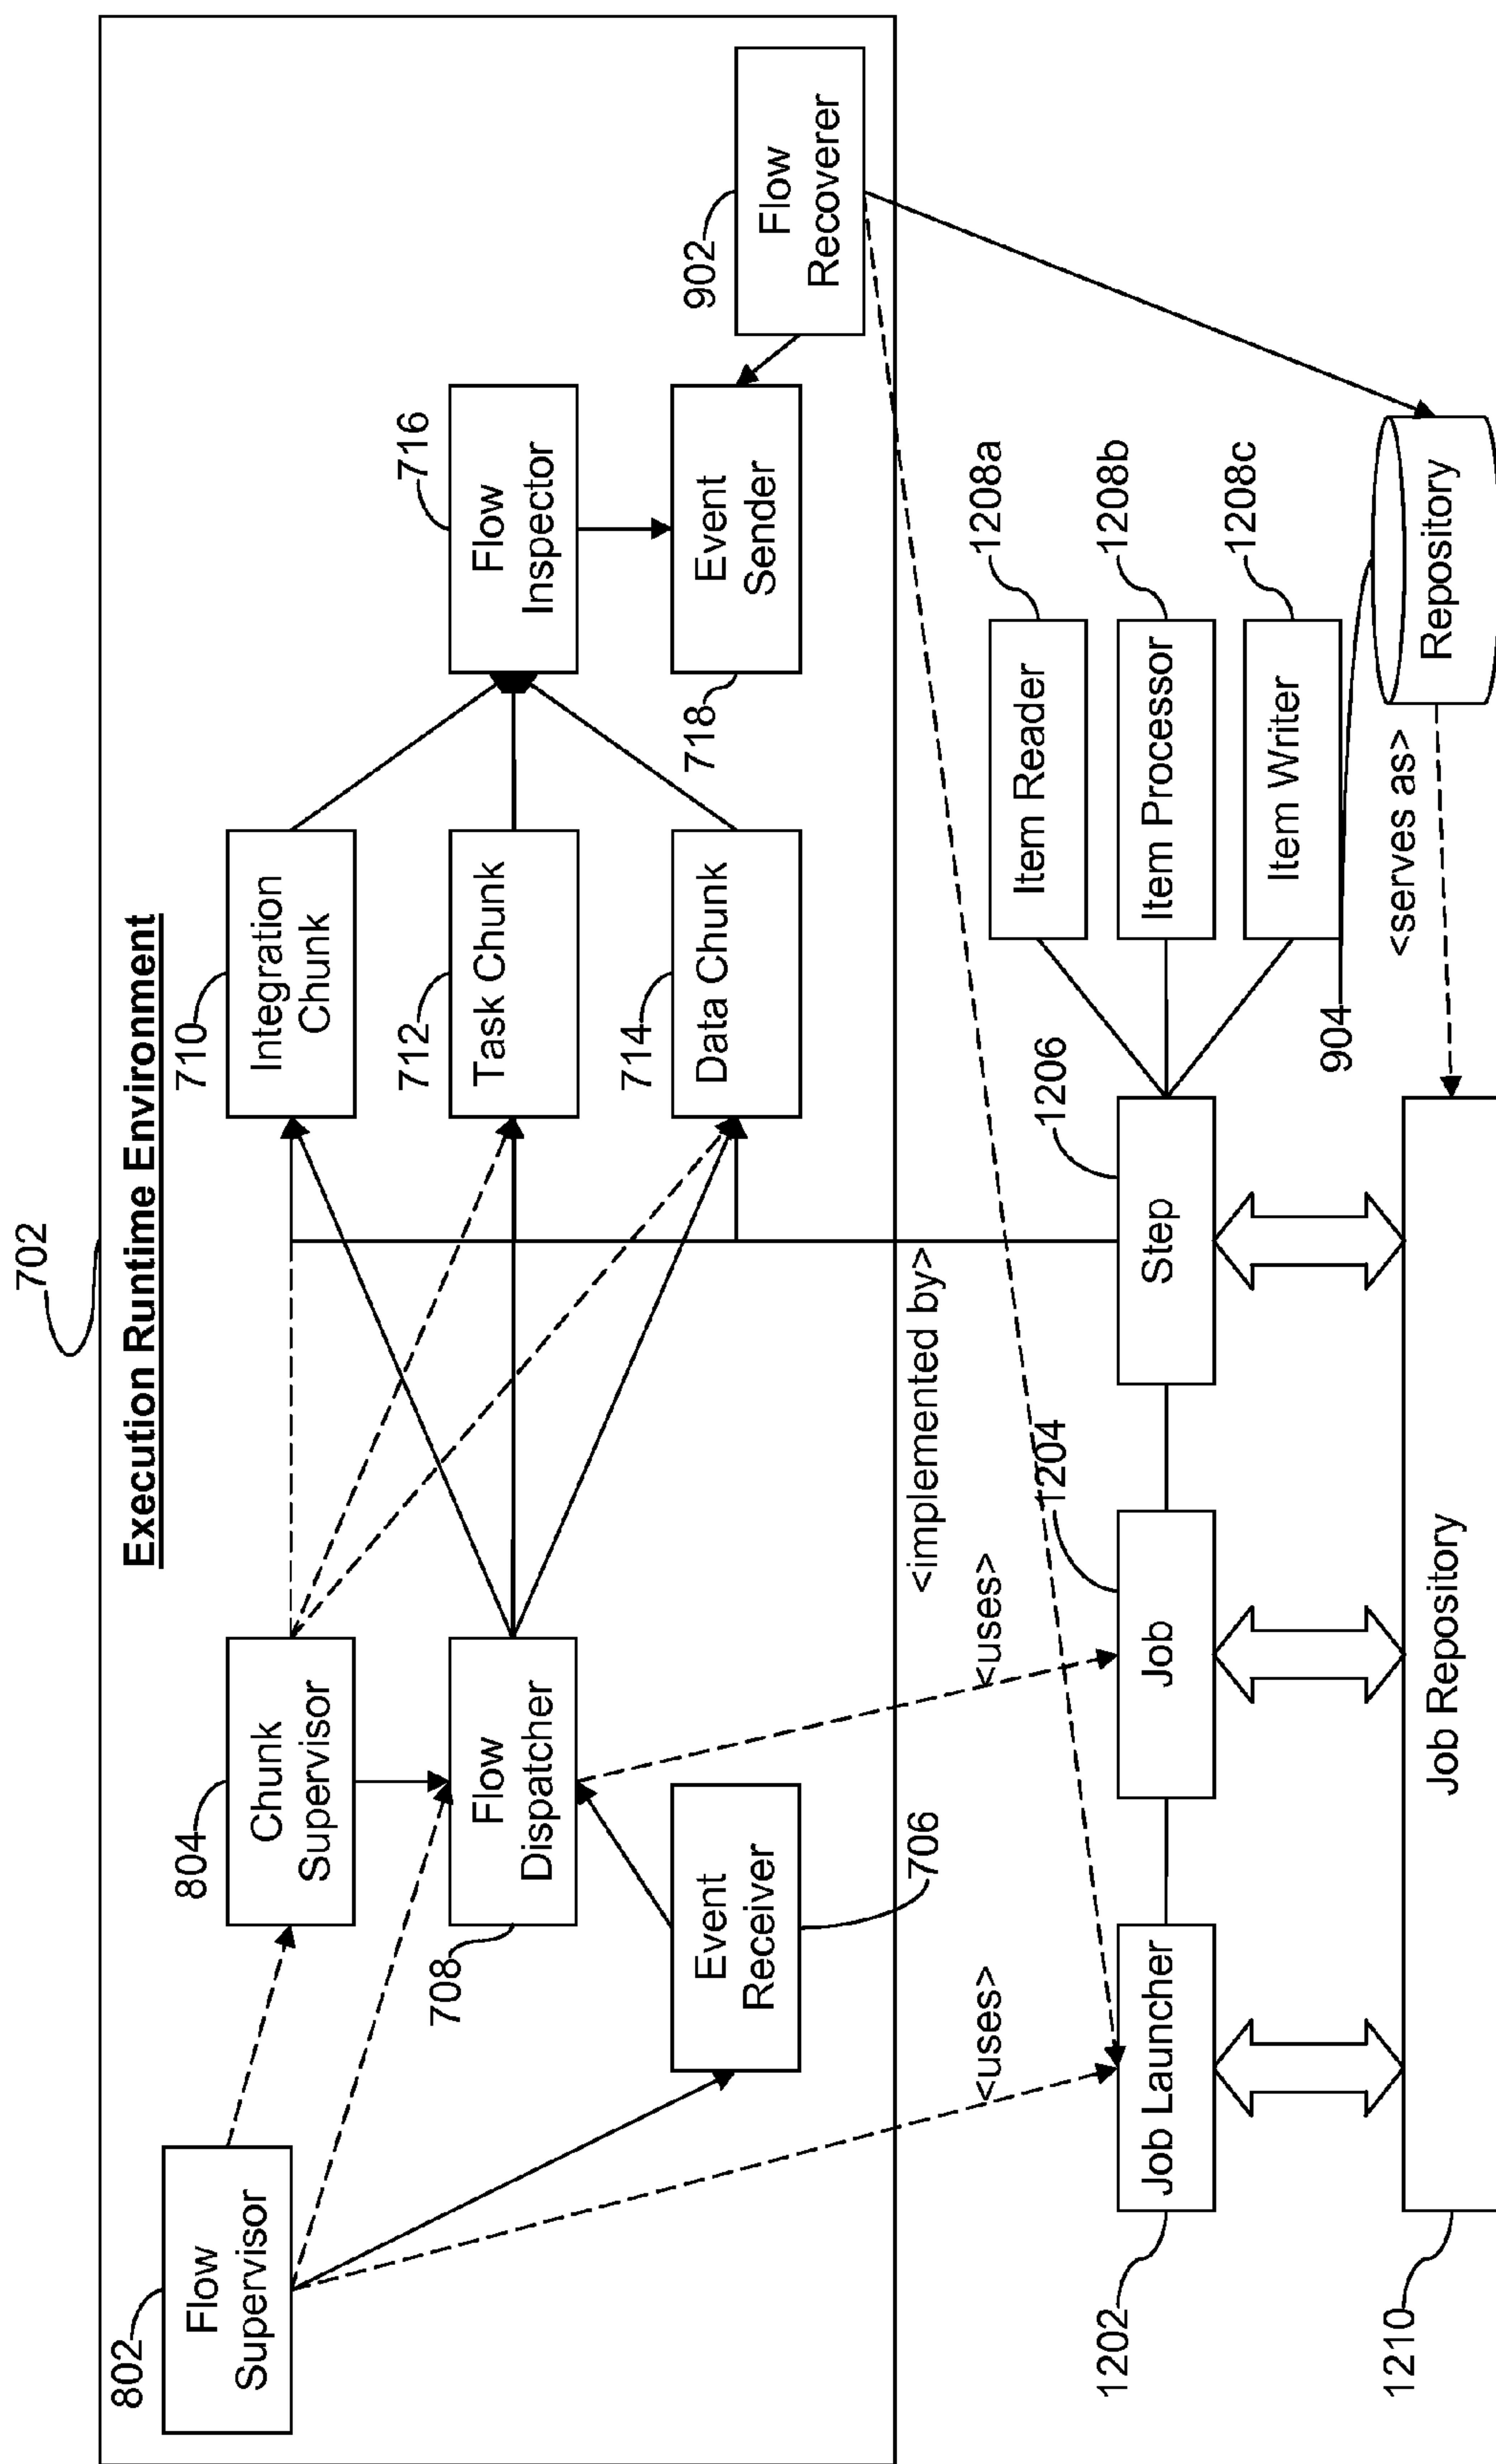 702
Execution Runtime Environment
802
Flow
Supervisor
804
Chunk
Supervisor
708
Flow
Dispatcher
Event
Receiver
706
710
Integration
Chunk
712
Task Chunk
714
Data Chunk
716
Flow
Inspector
718
Event
Sender
902
Flow
Recoverer
<uses>
<uses>
<implemented by>
1202
Job Launcher
1204
Job
1206
Step
1208a
Item Reader
1208b
Item Processor
1208c
Item Writer
904
Repository
<serves as>
1210
Job Repository